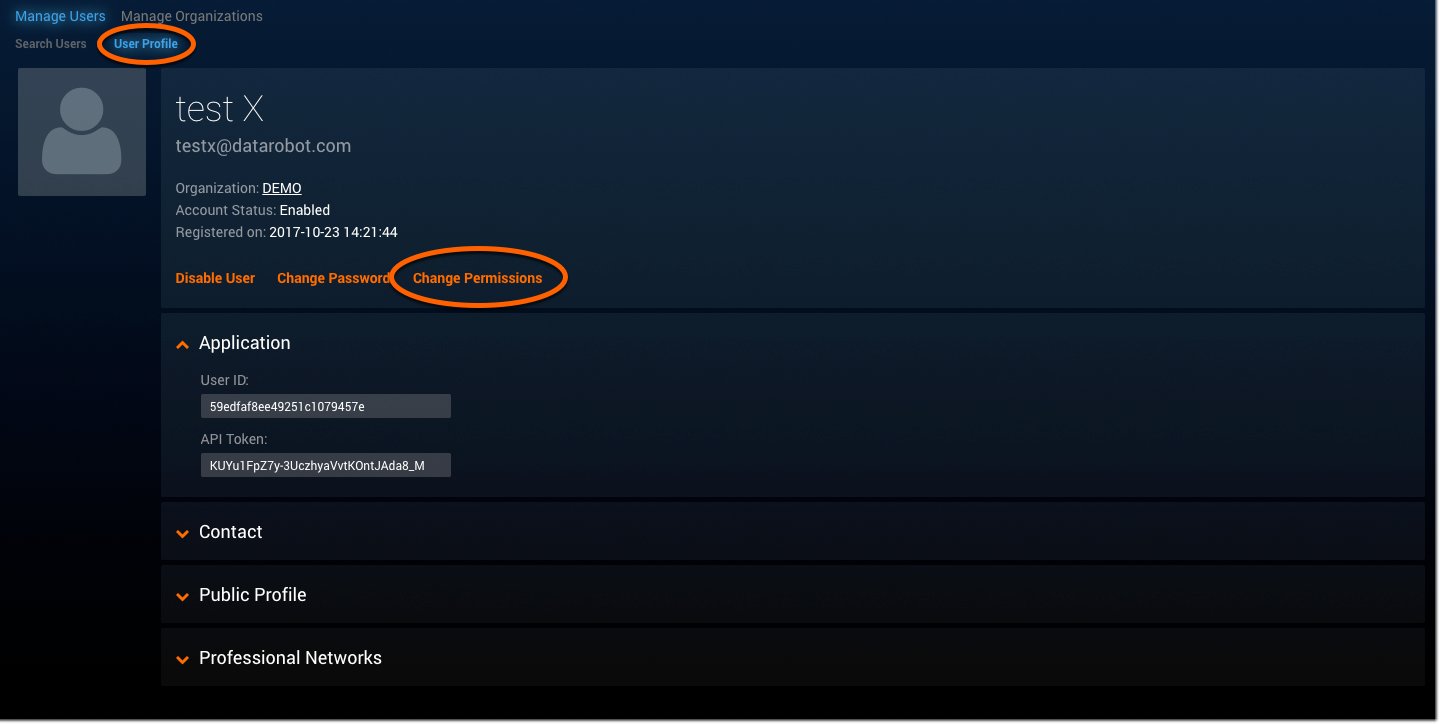 Manage Users Manage Organizations
Search Users User Profile
test X
testx@datarobot.com
Organization: DEMO
Account Status: Enabled
Registered on: 2017-10-23 14:21:44
Disable User Change Password Change Permissions
Application
User ID:
59edfaf8ee49251c1079457e
API Token:
KUYu1FpZ7y-3UczhyaVvtKOntJAda8_M
Contact
Public Profile
Professional Networks